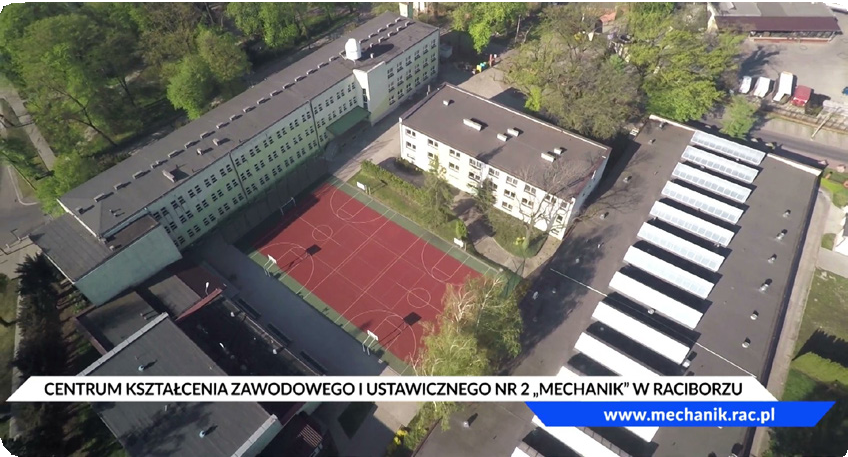 CENTRUM KSZTAŁCENIA ZAWODOWEGO I USTAWICZNEGO NR 2 „MECHANIK” W RACIBORZU
www.mechanik.rac.pl